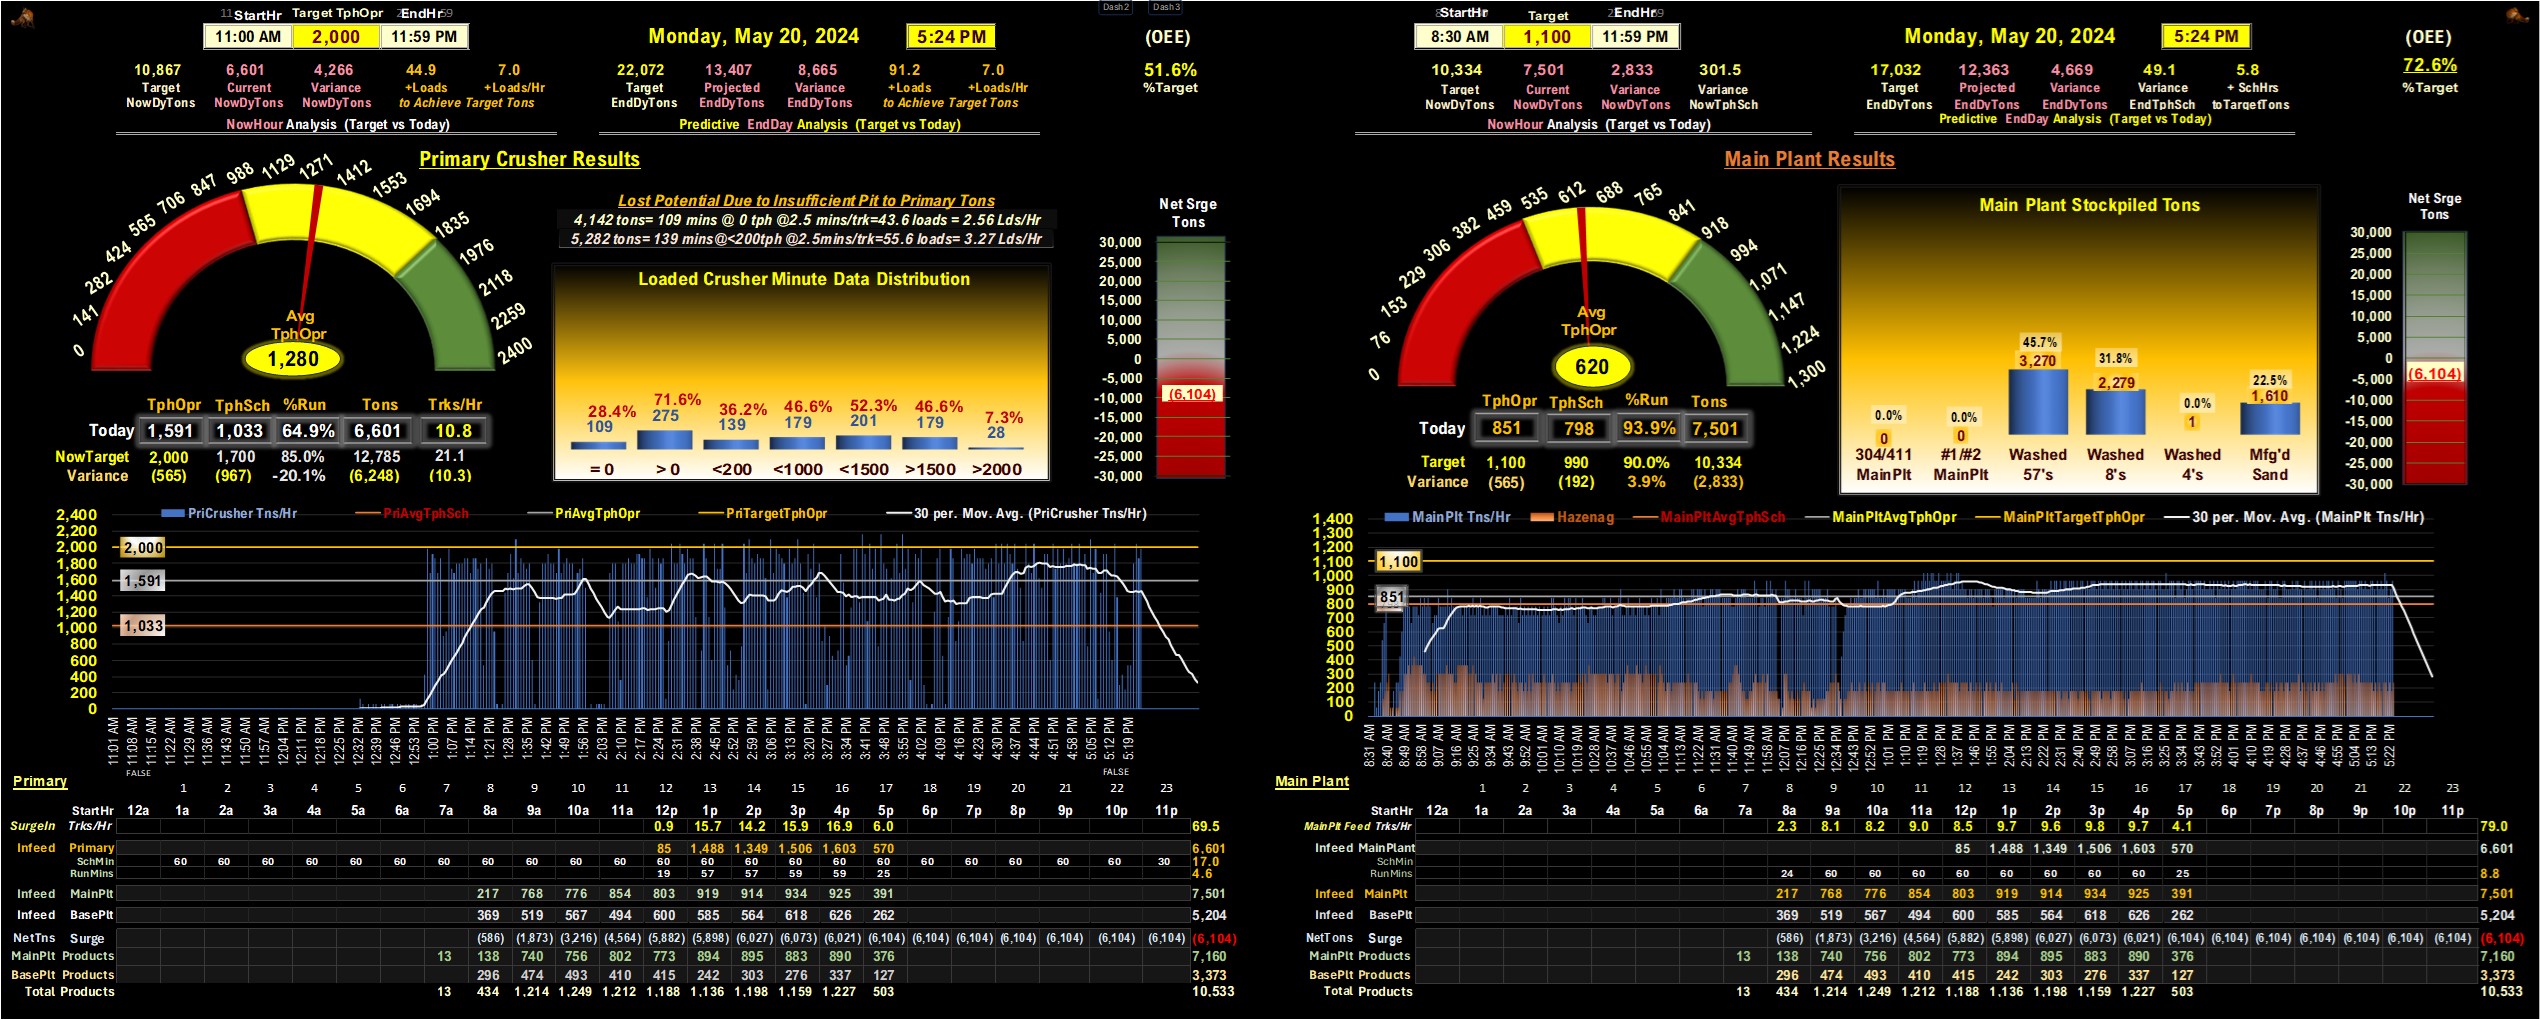 StartHr Target TphOpr EndHr
11:00 AM 2,000 11:59 PM
Monday, May 20, 2024 5:24 PM
(OEE)
51.6%
%Target
Dash2 Dash3
10,867 6,601 4,266 44.9 7.0
Target Current Variance +Loads +Loads/Hr
NowDyTons NowDyTons NowDyTons to Achieve Target Tons
NowHour Analysis (Target vs Today)
22,072 13,407 8,665 91.2 7.0
Target Projected Variance +Loads +Loads/Hr
EndDyTons EndDyTons EndDyTons to Achieve Target Tons
Predictive EndDay Analysis (Target vs Today)
Primary Crusher Results
0 141 282 424 565 706 847 988 1129 1271 1412 1553 1694 1835 1976 2118 2259 2400
Avg
TphOpr
1,280
Lost Potential Due to Insufficient Pit to Primary Tons
4,142 tons= 109 mins @ 0 tph @2.5 mins/trk=43.6 loads = 2.56 Lds/Hr
5,282 tons= 139 mins@<200tph @2.5mins/trk=55.6 loads= 3.27 Lds/Hr
Loaded Crusher Minute Data Distribution
28.4% 71.6% 36.2% 46.6% 52.3% 46.6% 7.3%
109 275 139 179 201 179 28
= 0 > 0 <200 <1000 <1500 >1500 >2000
Net Srge
Tons
30,000
25,000
20,000
15,000
10,000
5,000
0
-5,000
(6,104)
-10,000
-15,000
-20,000
-25,000
-30,000
TphOpr TphSch %Run Tons Trks/Hr
Today 1,591 1,033 64.9% 6,601 10.8
NowTarget 2,000 1,700 85.0% 12,785 21.1
Variance (565) (967) -20.1% (6,248) (10.3)
PriCrusher Tns/Hr PriAvgTphSch PriAvgTphOpr PriTargetTphOpr 30 per. Mov. Avg. (PriCrusher Tns/Hr)
2,400
2,200
2,000
1,800
1,600
1,400
1,200
1,000
800
600
400
200
0
2,000
1,591
1,033
11:01 AM 11:08 AM 11:15 AM 11:22 AM 11:29 AM 11:36 AM 11:43 AM 11:50 AM 11:57 AM 12:04 PM 12:11 PM 12:18 PM 12:25 PM 12:32 PM 12:39 PM 12:46 PM 12:53 PM 1:00 PM 1:07 PM 1:14 PM 1:21 PM 1:28 PM 1:35 PM 1:42 PM 1:49 PM 1:56 PM 2:03 PM 2:10 PM 2:17 PM 2:24 PM 2:31 PM 2:38 PM 2:45 PM 2:52 PM 2:59 PM 3:06 PM 3:13 PM 3:20 PM 3:27 PM 3:34 PM 3:41 PM 3:48 PM 3:55 PM 4:02 PM 4:09 PM 4:16 PM 4:23 PM 4:30 PM 4:37 PM 4:44 PM 4:51 PM 4:58 PM 5:05 PM 5:12 PM 5:19 PM
FALSE FALSE
Primary
1 2 3 4 5 6 7 8 9 10 11 12 13 14 15 16 17 18 19 20 21 22 23
StartHr 12a 1a 2a 3a 4a 5a 6a 7a 8a 9a 10a 11a 12p 1p 2p 3p 4p 5p 6p 7p 8p 9p 10p 11p
SurgeIn Trks/Hr 0.9 15.7 14.2 15.9 16.9 6.0 69.5
Infeed Primary 85 1,488 1,349 1,506 1,603 570 6,601
SchMin 60 60 60 60 60 60 60 60 60 60 60 60 60 60 60 60 60 60 60 60 60 60 30 17.0
RunMins 19 57 57 59 59 25 4.6
Infeed MainPlt 217 768 776 854 803 919 914 934 925 391 7,501
Infeed BasePlt 369 519 567 494 600 585 564 618 626 262 5,204
NetTns Surge (586) (1,873) (3,216) (4,564) (5,882) (5,898) (6,027) (6,073) (6,021) (6,104) (6,104) (6,104) (6,104) (6,104) (6,104) (6,104) (6,104)
MainPlt Products 13 138 740 756 802 773 894 895 883 890 376 7,160
BasePlt Products 296 474 493 410 415 242 303 276 337 127 3,373
Total Products 13 434 1,214 1,249 1,212 1,188 1,136 1,198 1,159 1,227 503 10,533
StartHr Target EndHr
8:30 AM 1,100 11:59 PM
Monday, May 20, 2024 5:24 PM
(OEE)
72.6%
%Target
10,334 7,501 2,833 301.5
Target Current Variance Variance
NowDyTons NowDyTons NowDyTons NowTphSch
NowHour Analysis (Target vs Today)
17,032 12,363 4,669 49.1 5.8
Target Projected Variance Variance + SchHrs
EndDyTons EndDyTons EndDyTons EndTphSch toTargetTons
Predictive EndDay Analysis (Target vs Today)
Main Plant Results
0 76 153 229 306 382 459 535 612 688 765 841 918 994 1,071 1,147 1,224 1,300
Avg
TphOpr
620
Main Plant Stockpiled Tons
0.0% 0.0% 45.7% 31.8% 0.0% 22.5%
0 0 3,270 2,279 1 1,610
304/411 #1/#2 Washed Washed Washed Mfg'd
MainPlt MainPlt 57's 8's 4's Sand
Net Srge
Tons
30,000
25,000
20,000
15,000
10,000
5,000
0
(6,104)
-5,000
-10,000
-15,000
-20,000
-25,000
-30,000
TphOpr TphSch %Run Tons
Today 851 798 93.9% 7,501
Target 1,100 990 90.0% 10,334
Variance (565) (192) 3.9% (2,833)
MainPlt Tns/Hr Hazenag MainPltAvgTphSch MainPltAvgTphOpr MainPltTargetTphOpr 30 per. Mov. Avg. (MainPlt Tns/Hr)
1,400
1,300
1,200
1,100
1,000
900
800
700
600
500
400
300
200
100
0
1,100
851
8:31 AM 8:40 AM 8:49 AM 8:58 AM 9:07 AM 9:16 AM 9:25 AM 9:34 AM 9:43 AM 9:52 AM 10:01 AM 10:10 AM 10:19 AM 10:28 AM 10:37 AM 10:46 AM 10:55 AM 11:04 AM 11:13 AM 11:22 AM 11:31 AM 11:40 AM 11:49 AM 11:58 AM 12:07 PM 12:16 PM 12:25 PM 12:34 PM 12:43 PM 12:52 PM 1:01 PM 1:10 PM 1:19 PM 1:28 PM 1:37 PM 1:46 PM 1:55 PM 2:04 PM 2:13 PM 2:22 PM 2:31 PM 2:40 PM 2:49 PM 2:58 PM 3:07 PM 3:16 PM 3:25 PM 3:34 PM 3:43 PM 3:52 PM 4:01 PM 4:10 PM 4:19 PM 4:28 PM 4:37 PM 4:46 PM 4:55 PM 5:04 PM 5:13 PM 5:22 PM
Main Plant
1 2 3 4 5 6 7 8 9 10 11 12 13 14 15 16 17 18 19 20 21 22 23
StartHr 12a 1a 2a 3a 4a 5a 6a 7a 8a 9a 10a 11a 12p 1p 2p 3p 4p 5p 6p 7p 8p 9p 10p 11p
MainPlt Feed Trks/Hr 2.3 8.1 8.2 9.0 8.5 9.7 9.6 9.8 9.7 4.1 79.0
Infeed MainPlant 85 1,488 1,349 1,506 1,603 570 6,601
SchMin
RunMins 24 60 60 60 60 60 60 60 60 25 8.8
Infeed MainPlt 217 768 776 854 803 919 914 934 925 391 7,501
Infeed BasePlt 369 519 567 494 600 585 564 618 626 262 5,204
NetTons Surge (586) (1,873) (3,216) (4,564) (5,882) (5,898) (6,027) (6,073) (6,021) (6,104) (6,104) (6,104) (6,104) (6,104) (6,104) (6,104) (6,104)
MainPlt Products 13 138 740 756 802 773 894 895 883 890 376 7,160
BasePlt Products 296 474 493 410 415 242 303 276 337 127 3,373
Total Products 13 434 1,214 1,249 1,212 1,188 1,136 1,198 1,159 1,227 503 10,533